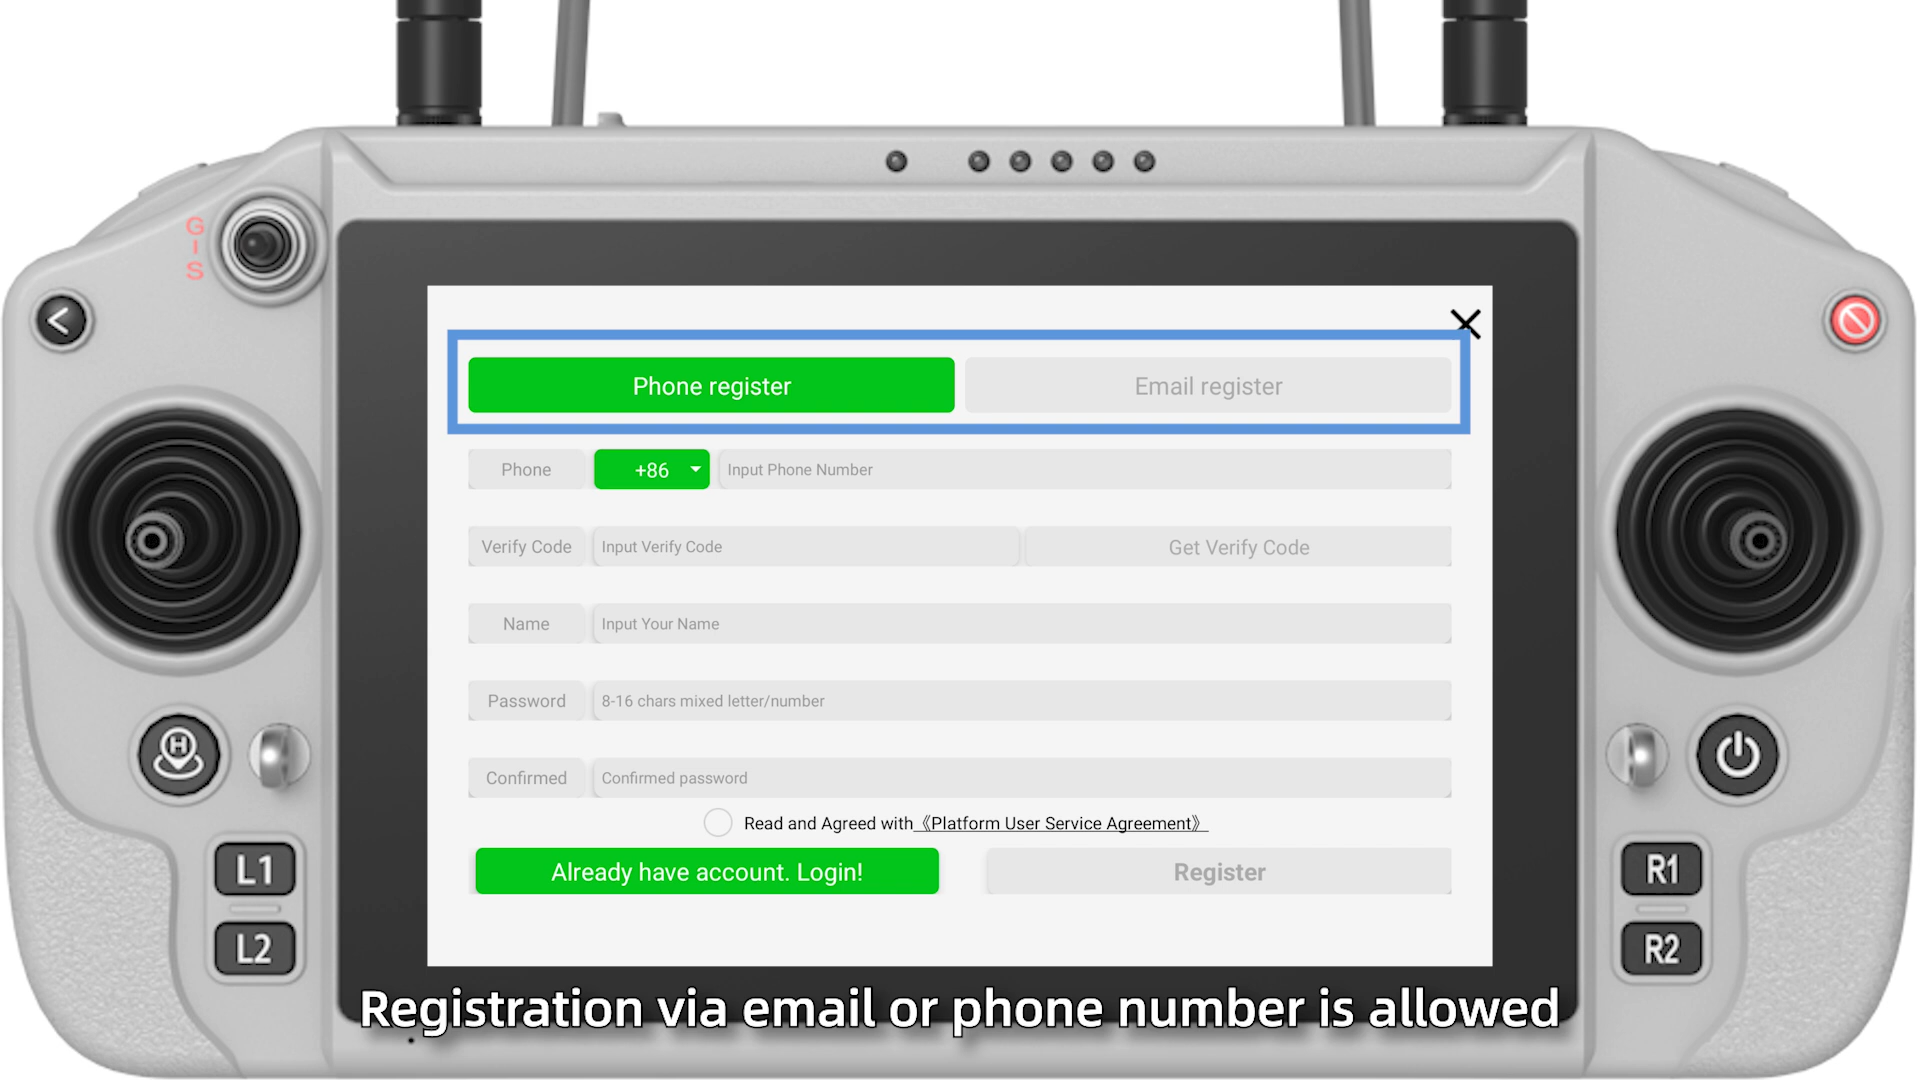 G
I
S
Phone register
Email register
Phone
+86
Input Phone Number
Verify Code
Input Verify Code
Get Verify Code
Name
Input Your Name
Password
8-16 chars mixed letter/number
Confirmed
Confirmed password
Read and Agreed with《Platform User Service Agreement》
Already have account. Login!
Register
H
L1
L2
R1
R2
Registration via email or phone number is allowed